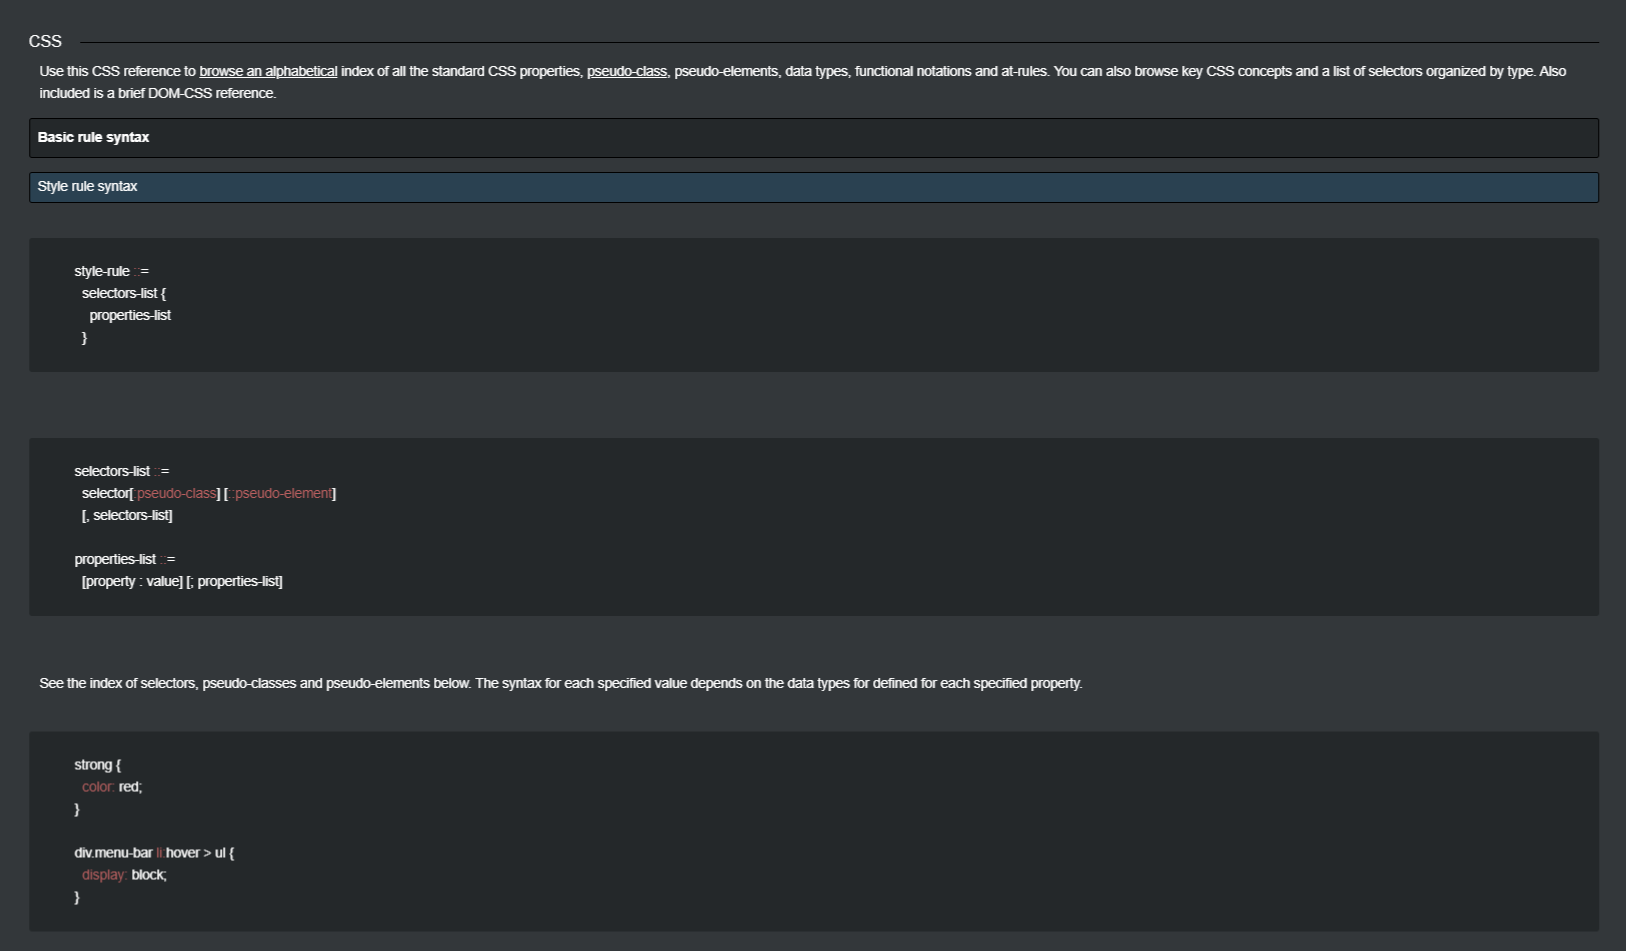 CSS
Use this CSS reference to browse an alphabetical index of all the standard CSS properties, pseudo-class, pseudo-elements, data types, functional notations and at-rules. You can also browse key CSS concepts and a list of selectors organized by type. Also
included is a brief DOM-CSS reference.
Basic rule syntax
Style rule syntax
style-rule ::=
selectors-list {
properties-list
}
selectors-list ::=
selector[:pseudo-class] [::pseudo-element]
[, selectors-list]
properties-list ::=
[property : value] [; properties-list]
See the index of selectors, pseudo-classes and pseudo-elements below. The syntax for each specified value depends on the data types for defined for each specified property.
strong {
color: red;
}
div.menu-bar li:hover > ul {
display: block;
}